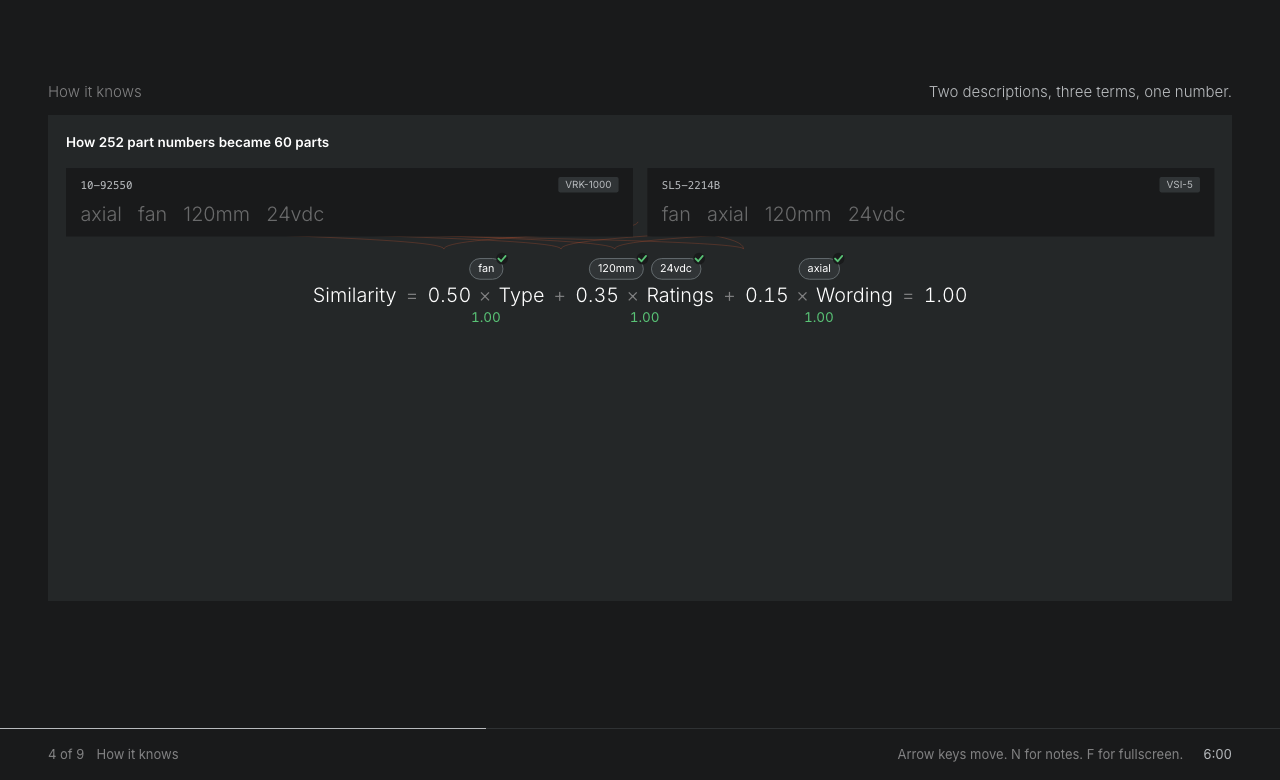 How it knows
Two descriptions, three terms, one number.
How 252 part numbers became 60 parts
10-92550 VRK-1000
axial fan 120mm 24vdc
SL5-2214B VSI-5
fan axial 120mm 24vdc
fan 120mm 24vdc axial
Similarity = 0.50 × Type + 0.35 × Ratings + 0.15 × Wording = 1.00
1.00 1.00 1.00
4 of 9 How it knows
Arrow keys move. N for notes. F for fullscreen. 6:00